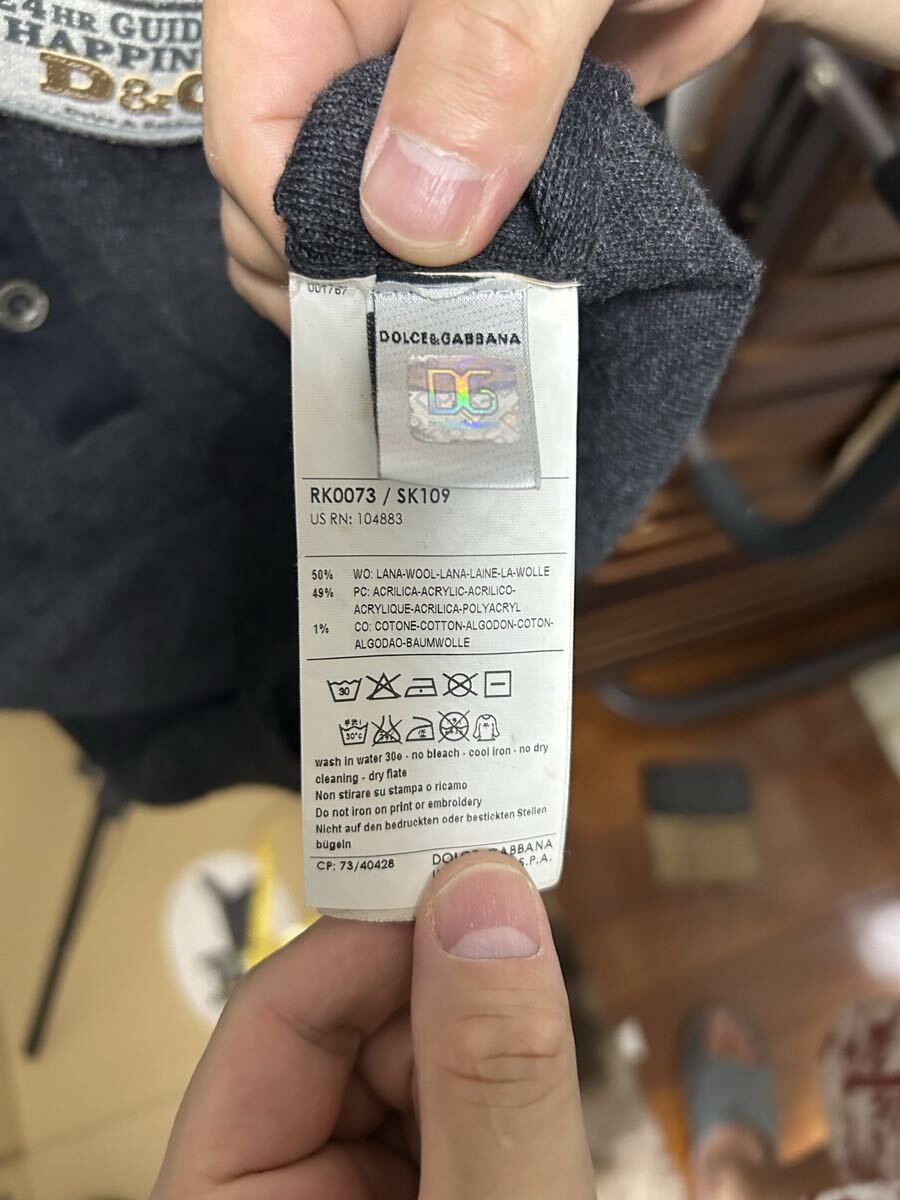 24 HR GUID
HAPPIN
D&G
001767
DOLCE&GABBANA
DG
RK0073 / SK109
US RN: 104883
50% WO: LANA-WOOL-LANA-LAINE-LA-WOLLE
49% PC: ACRILICA-ACRYLIC-ACRILICO-
ACRYLIQUE-ACRILICA-POLYACRYL
1% CO: COTONE-COTTON-ALGODON-COTON-
ALGODAO-BAUMWOLLE
30
30°c
wash in water 30e - no bleach - cool iron - no dry
cleaning - dry flate
Non stirare su stampa o ricamo
Do not iron on print or embroidery
Nicht auf den bedruckten oder bestickten Stellen
bügeln
CP: 73/40428
GABBANA
S.P.A.